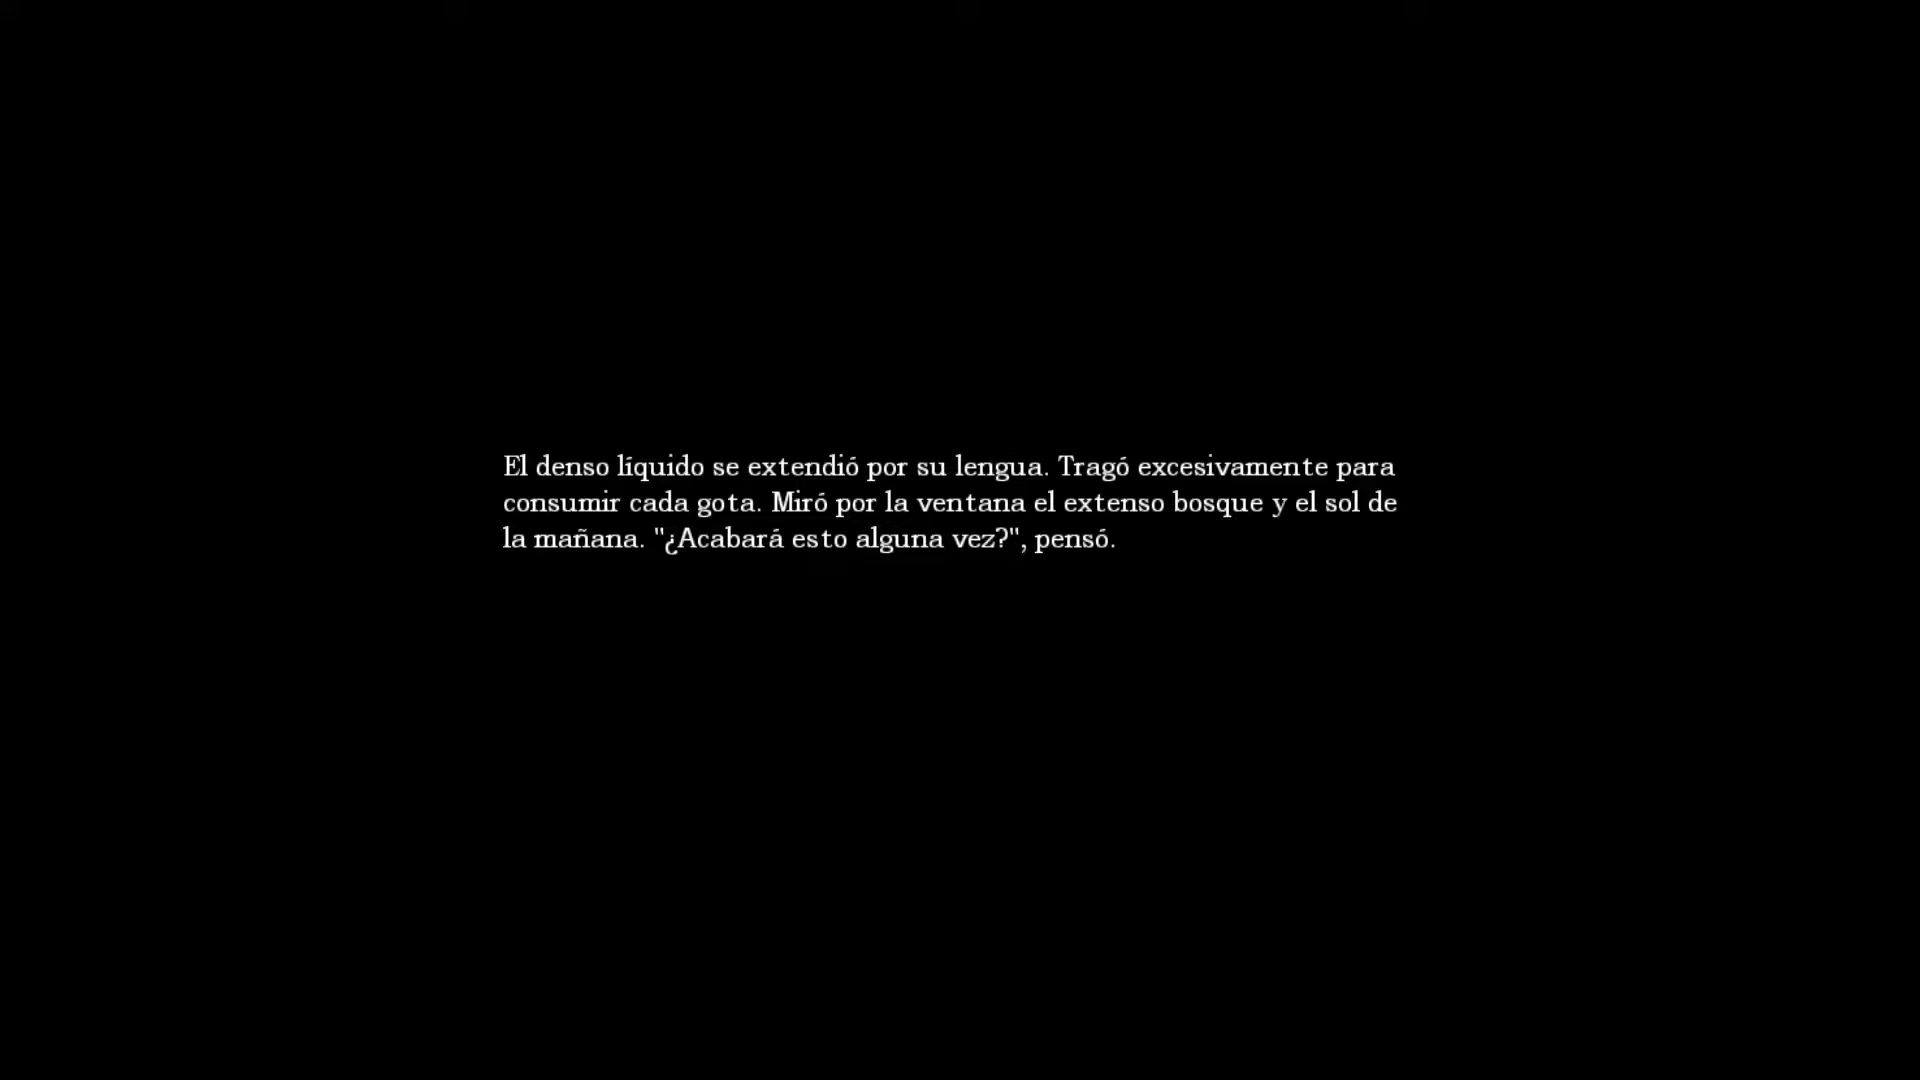 El denso líquido se extendió por su lengua. Tragó excesivamente para
consumir cada gota. Miró por la ventana el extenso bosque y el sol de
la mañana. "¿Acabará esto alguna vez?", pensó.